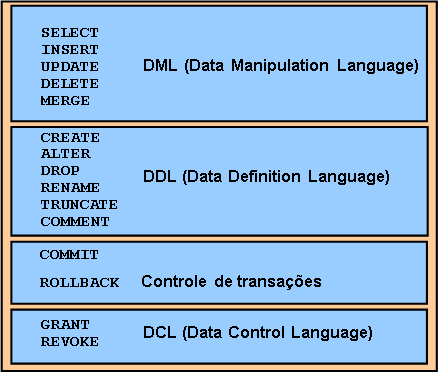 SELECT
INSERT
UPDATE DML (Data Manipulation Language)
DELETE
MERGE
CREATE
ALTER
DROP DDL (Data Definition Language)
RENAME
TRUNCATE
COMMENT
COMMIT
ROLLBACK Controle de transações
GRANT DCL (Data Control Language)
REVOKE